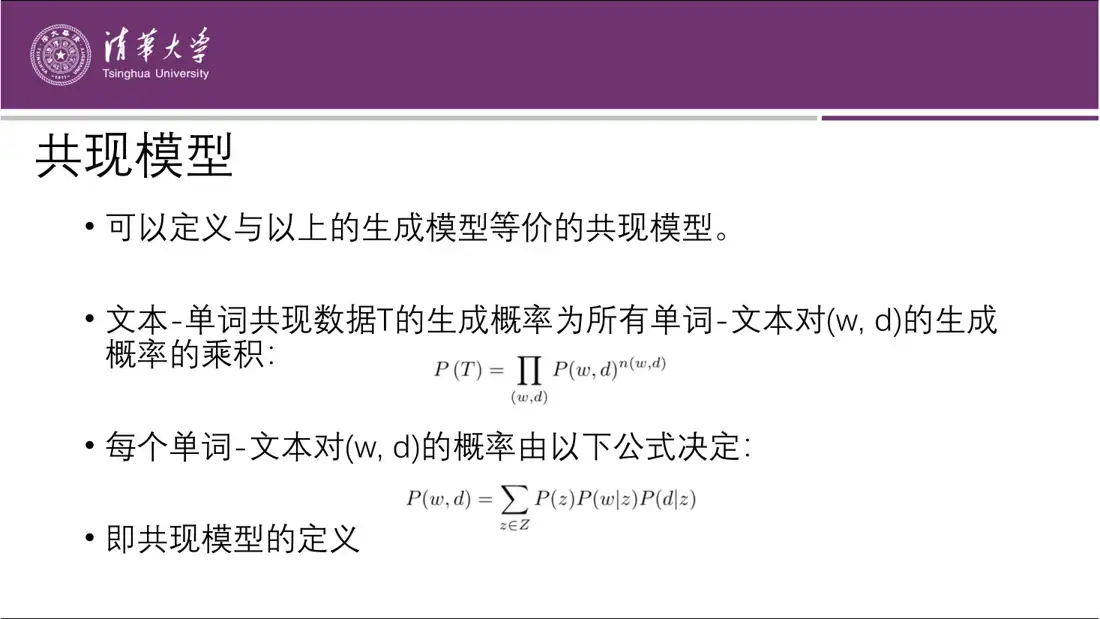 清华大学
Tsinghua University
共现模型
• 可以定义与以上的生成模型等价的共现模型。
• 文本-单词共现数据T的生成概率为所有单词-文本对(w, d)的生成
概率的乘积：
P(T) = ∏_{(w,d)} P(w,d)^{n(w,d)}
• 每个单词-文本对(w, d)的概率由以下公式决定：
P(w,d) = ∑_{z∈Z} P(z)P(w|z)P(d|z)
• 即共现模型的定义